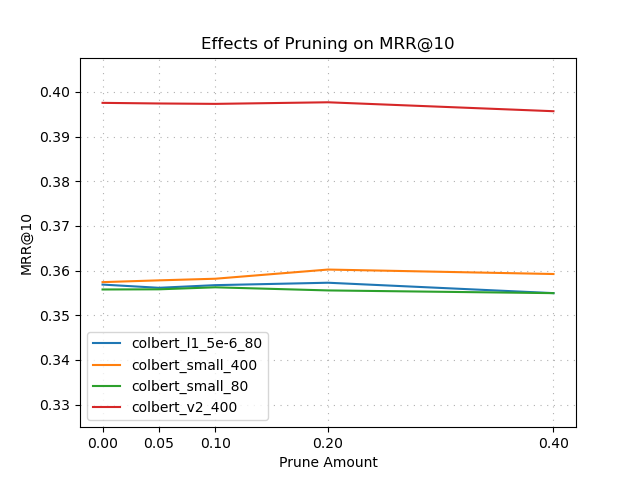 Effects of Pruning on MRR@10
MRR@10
0.40
0.39
0.38
0.37
0.36
0.35
0.34
0.33
colbert_l1_5e-6_80
colbert_small_400
colbert_small_80
colbert_v2_400
0.00 0.05 0.10 0.20 0.40
Prune Amount